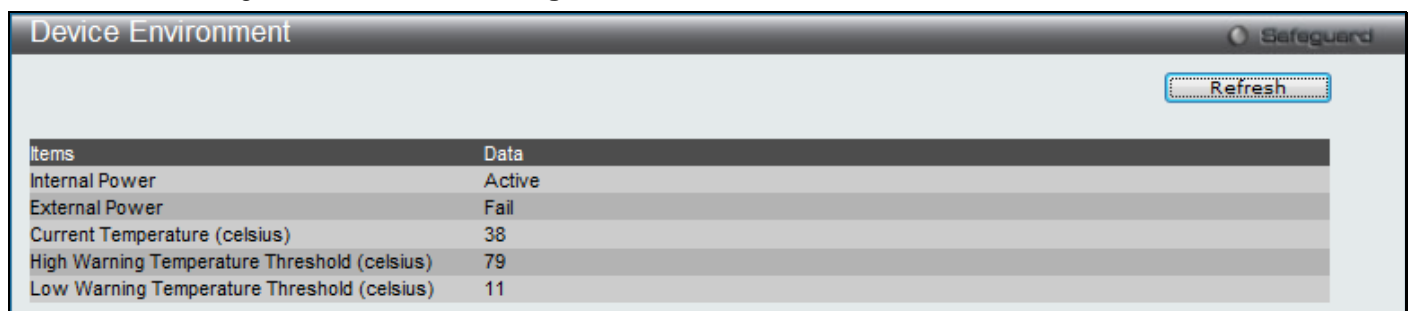 Device Environment
Safeguard
Refresh
Items Data
Internal Power Active
External Power Fail
Current Temperature (celsius) 38
High Warning Temperature Threshold (celsius) 79
Low Warning Temperature Threshold (celsius) 11